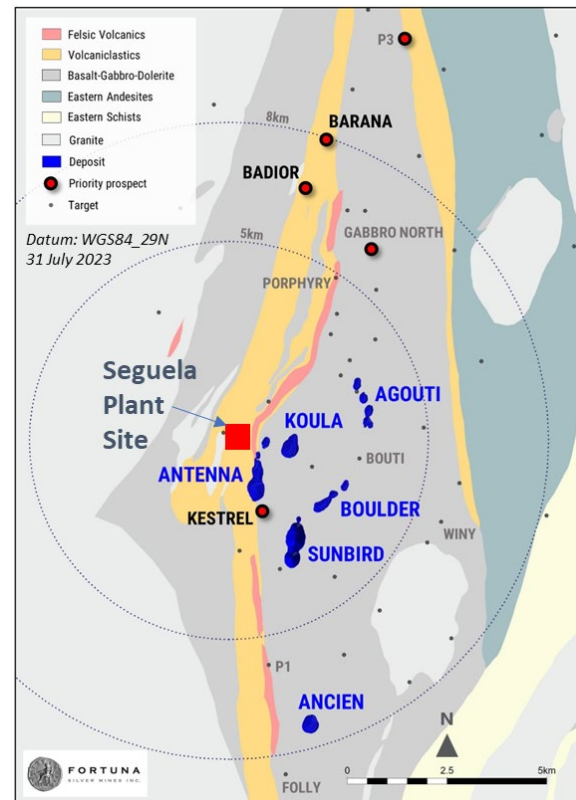 Felsic Volcanics
Volcaniclastics
Basalt-Gabbro-Dolerite
Eastern Andesites
Eastern Schists
Granite
Deposit
Priority prospect
Target
Datum: WGS84_29N
31 July 2023
P3
8km
BARANA
BADIOR
5km
GABBRO NORTH
PORPHYRY
Seguela
Plant
Site
AGOUTI
KOULA
BOUTI
ANTENNA
BOULDER
KESTREL
WINY
SUNBIRD
P1
ANCIEN
N
FOLLY
FORTUNA
SILVER MINES INC.
0 2.5 5km